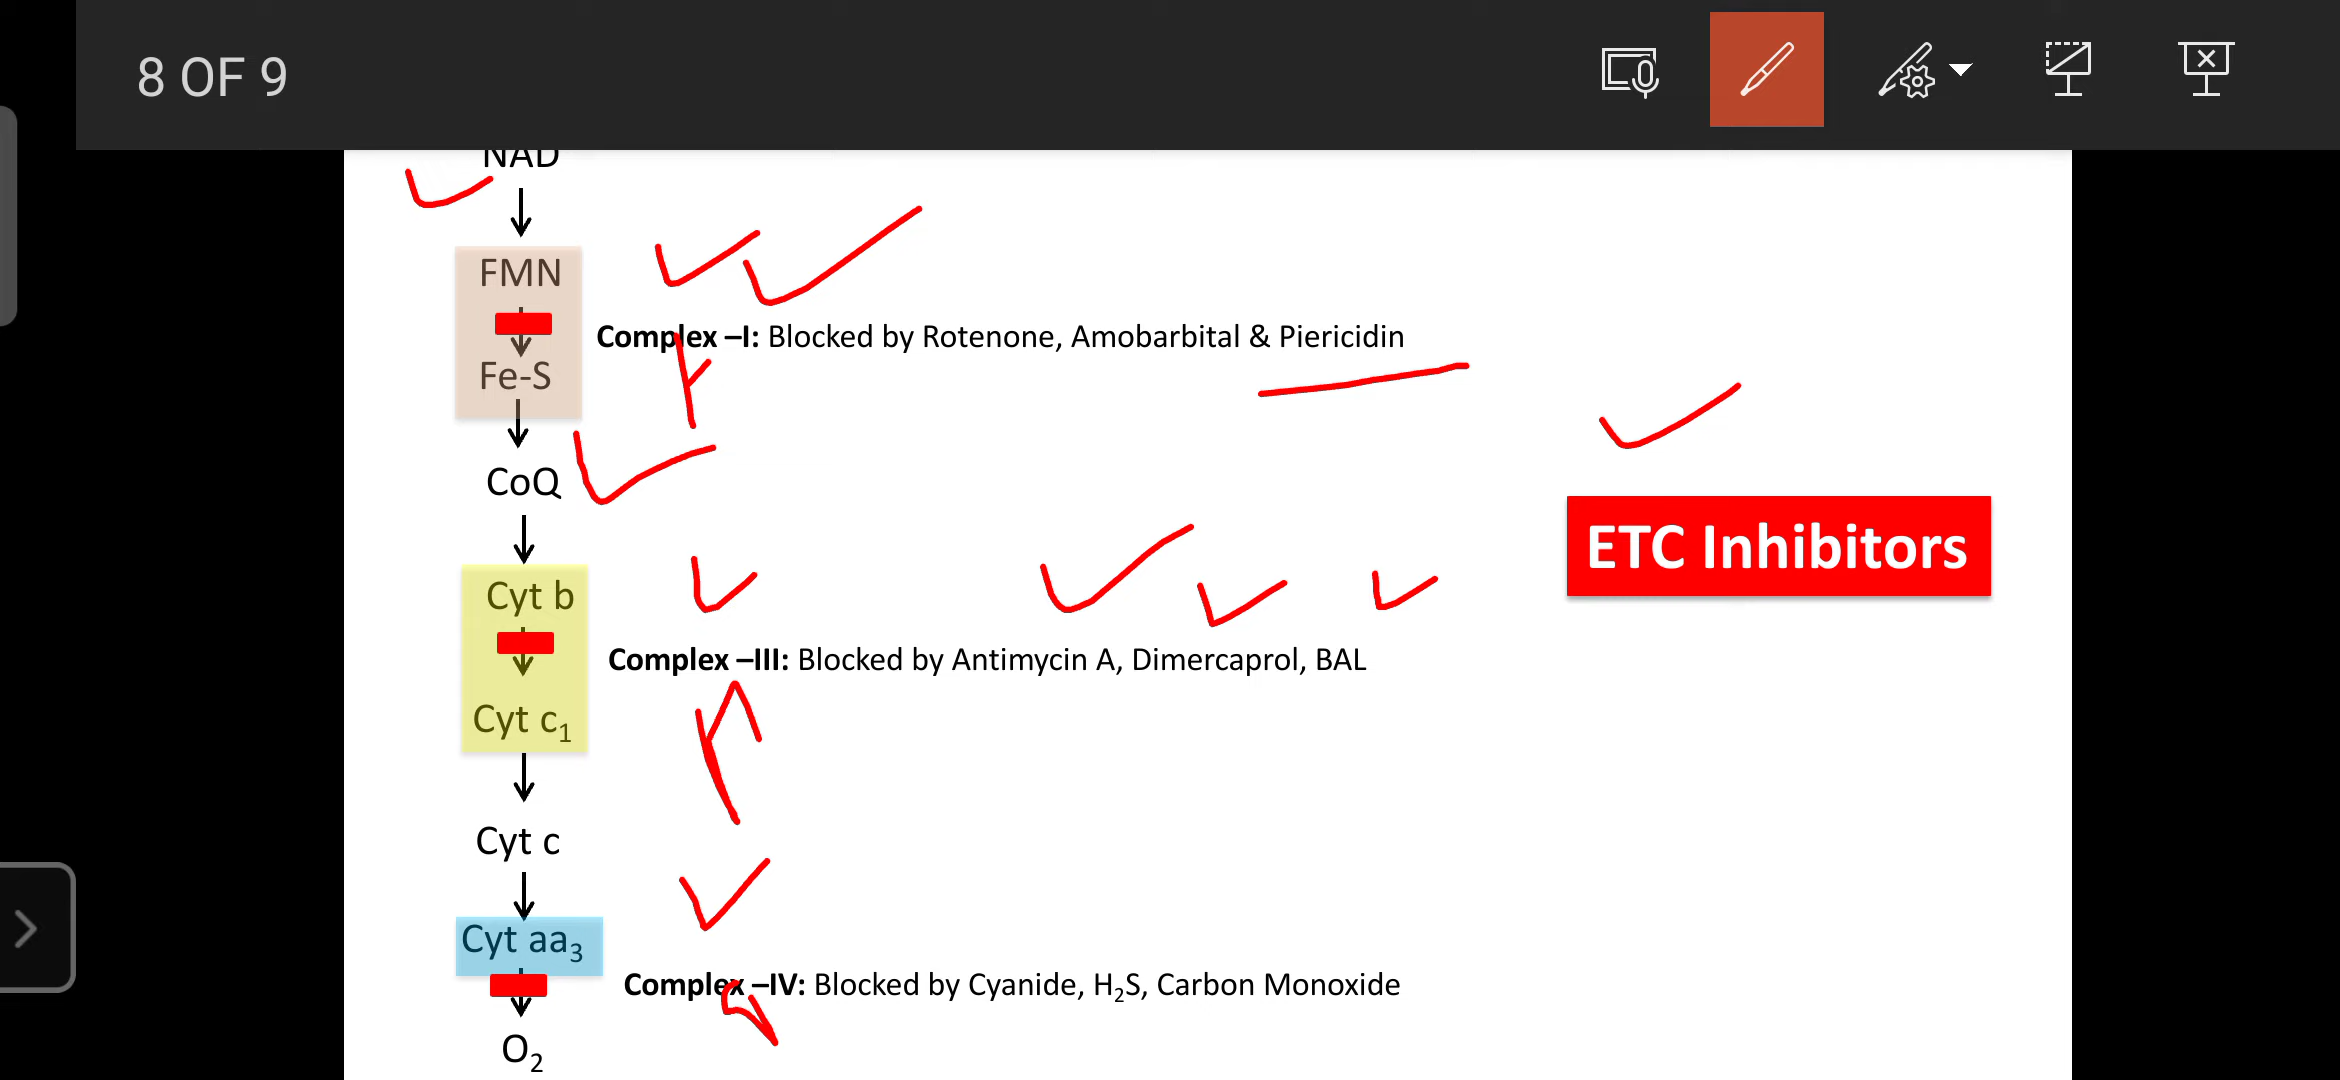 8 OF 9
NAD
FMN
Complex –I: Blocked by Rotenone, Amobarbital & Piericidin
Fe-S
CoQ
ETC Inhibitors
Cyt b
Complex –III: Blocked by Antimycin A, Dimercaprol, BAL
Cyt c₁
Cyt c
Cyt aa₃
Complex –IV: Blocked by Cyanide, H₂S, Carbon Monoxide
O₂